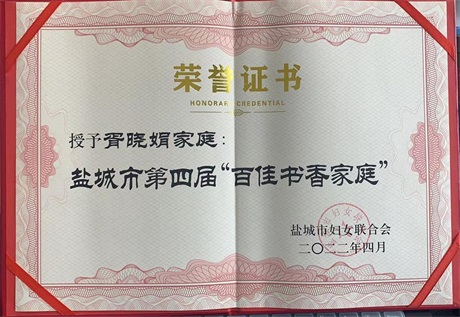 荣誉证书
HONORARY CREDENTIAL
授予胥晓娟家庭：
盐城市第四届“百佳书香家庭”
盐城市妇女联合会
二〇二二年四月